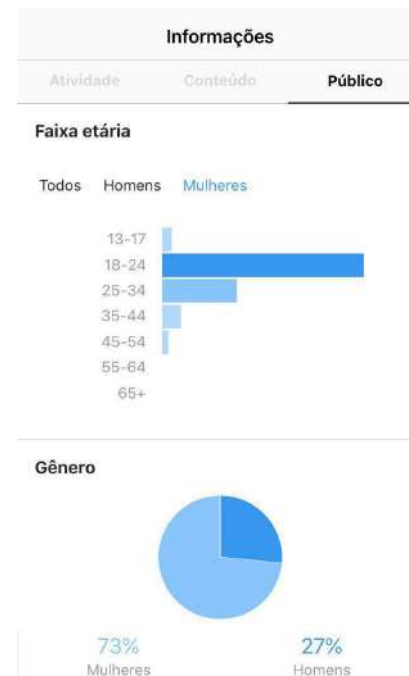 Informações
Atividade Conteúdo Público
Faixa etária
Todos Homens Mulheres
13-17
18-24
25-34
35-44
45-54
55-64
65+
Gênero
73% 27%
Mulheres Homens